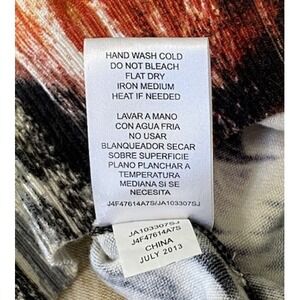 HAND WASH COLD
DO NOT BLEACH
FLAT DRY
IRON MEDIUM
HEAT IF NEEDED
LAVAR A MANO
CON AGUA FRIA
NO USAR
BLANQUEADOR SECAR
SOBRE SUPERFICIE
PLANO PLANCHAR A
TEMPERATURA
MEDIANA SI SE
NECESITA
J4F47614A7S/JA103307SJ
JA103307SJ
J4F47614A7S
CHINA
JULY 2013